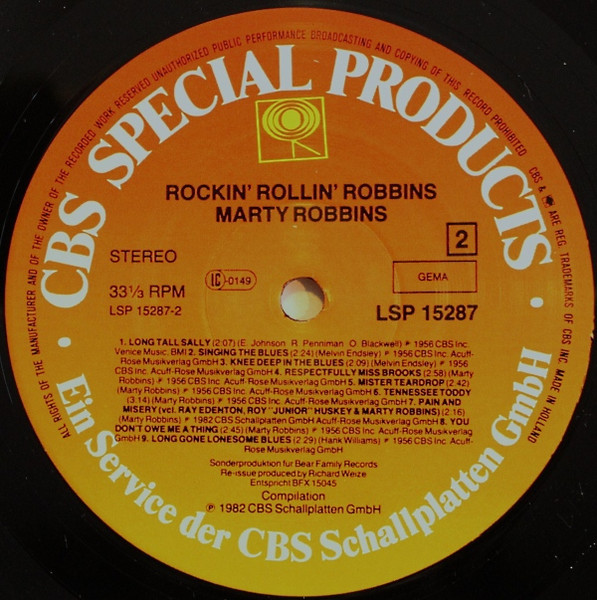 ALL RIGHTS OF THE MANUFACTURER AND OF THE OWNER OF THE RECORDED WORK RESERVED UNAUTHORIZED PUBLIC PERFORMANCE BROADCASTING AND COPYING OF THIS RECORD PROHIBITED
CBS & ARE REG. TRADEMARKS OF CBS INC. MADE IN HOLLAND
• CBS SPECIAL PRODUCTS •
ROCKIN' ROLLIN' ROBBINS
MARTY ROBBINS
STEREO
2
33⅓ RPM
LC-0149
GEMA
LSP 15287-2
LSP 15287
1. LONG TALL SALLY (2:07) (E. Johnson R. Penniman O. Blackwell) ℗ 1956 CBS Inc.
Venice Music. BMI 2. SINGING THE BLUES (2:24) (Melvin Endsley) ℗ 1956 CBS Inc. Acuff-
Rose Musikverlag GmbH 3. KNEE DEEP IN THE BLUES (2:09) (Melvin Endsley) ℗ 1956
CBS Inc. Acuff-Rose Musikverlag GmbH 4. RESPECTFULLY MISS BROOKS (2:58) (Marty
Robbins) ℗ 1956 CBS Inc. Acuff-Rose Musikverlag GmbH 5. MISTER TEARDROP (2.42)
(Marty Robbins) ℗ 1956 CBS Inc. Acuff-Rose Musikverlag GmbH 6. TENNESSEE TODDY
(3.14) (Marty Robbins) ℗ 1956 CBS Inc. Acuff-Rose Musikverlag GmbH 7. PAIN AND
MISERY (vcl. RAY EDENTON, ROY "JUNIOR" HUSKEY & MARTY ROBBINS) (2:16)
(Marty Robbins) ℗ 1982 CBS Schallplatten GmbH Acuff-Rose Musikverlag GmbH 8. YOU
DON'T OWE ME A THING (2:45) (Marty Robbins) ℗ 1956 CBS Inc. Acuff-Rose Musikverlag
GmbH 9. LONG GONE LONESOME BLUES (2:29) (Hank Williams) ℗ 1956 CBS Inc. Acuff-
Rose Musikverlag GmbH
Sonderproduktion für Bear Family Records
Re-issue produced by Richard Weize
Entspricht BFX 15045
Compilation
℗ 1982 CBS Schallplatten GmbH
Ein Service der CBS Schallplatten GmbH